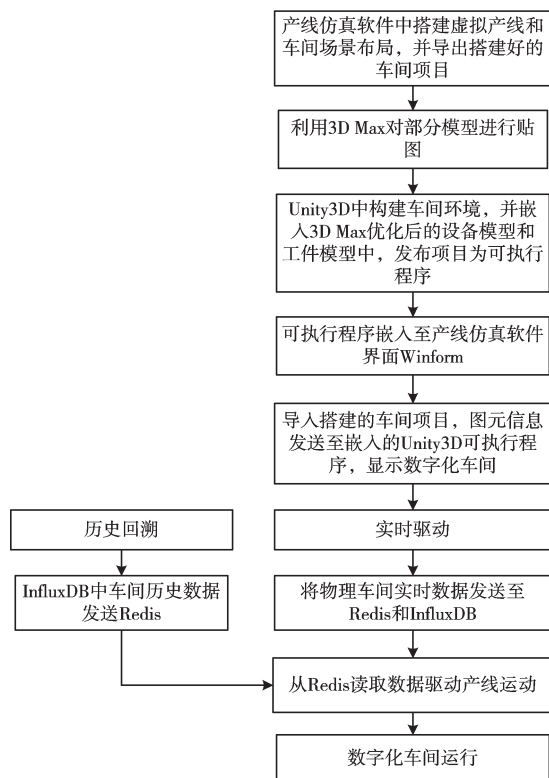 产线仿真软件中搭建虚拟产线和
车间场景布局，并导出搭建好的
车间项目
利用3D Max对部分模型进行贴
图
Unity3D中构建车间环境，并嵌
入3D Max优化后的设备模型和
工件模型中，发布项目为可执行
程序
可执行程序嵌入至产线仿真软件
界面Winform
导入搭建的车间项目，图元信息
发送至嵌入的Unity3D可执行程
序，显示数字化车间
历史回溯
实时驱动
InfluxDB中车间历史数据
发送Redis
将物理车间实时数据发送至
Redis和InfluxDB
从Redis读取数据驱动产线运动
数字化车间运行